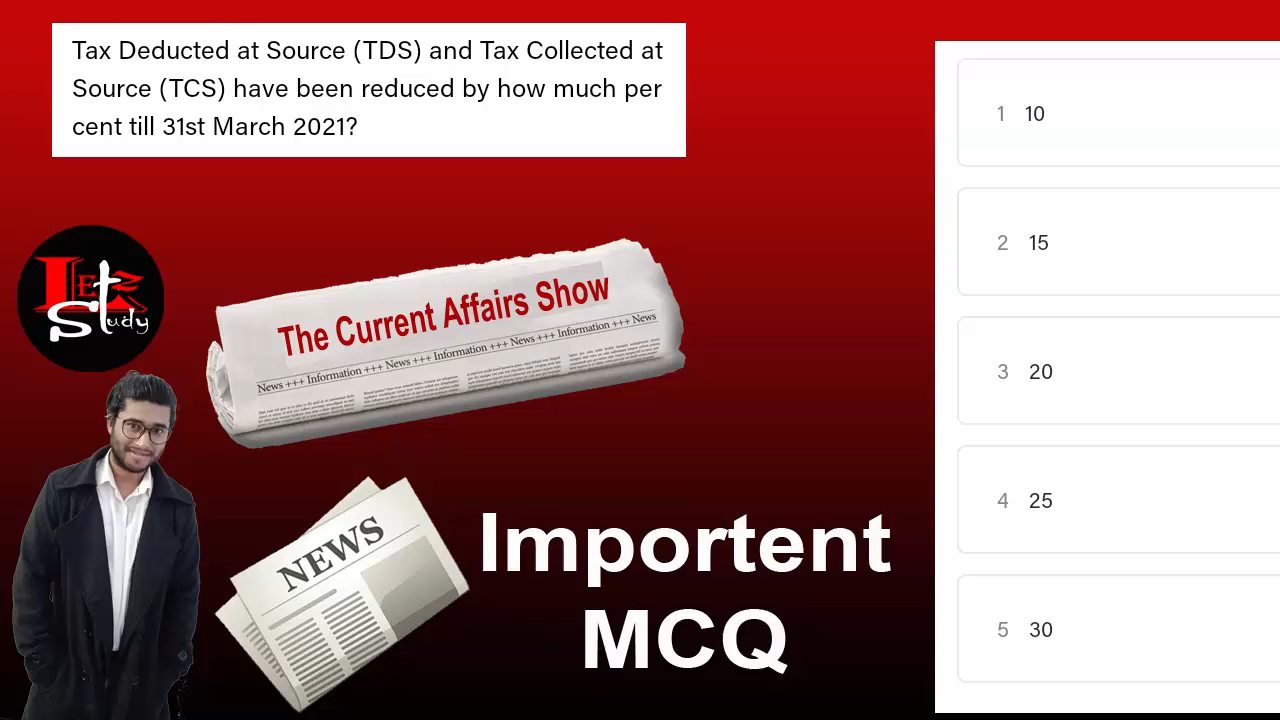 Tax Deducted at Source (TDS) and Tax Collected at
Source (TCS) have been reduced by how much per
cent till 31st March 2021?
1 10
2 15
3 20
4 25
5 30
Study
The Current Affairs Show
News +++ Information +++ News +++ Information +++ News +++ Information +++ News
NEWS
Importent
MCQ